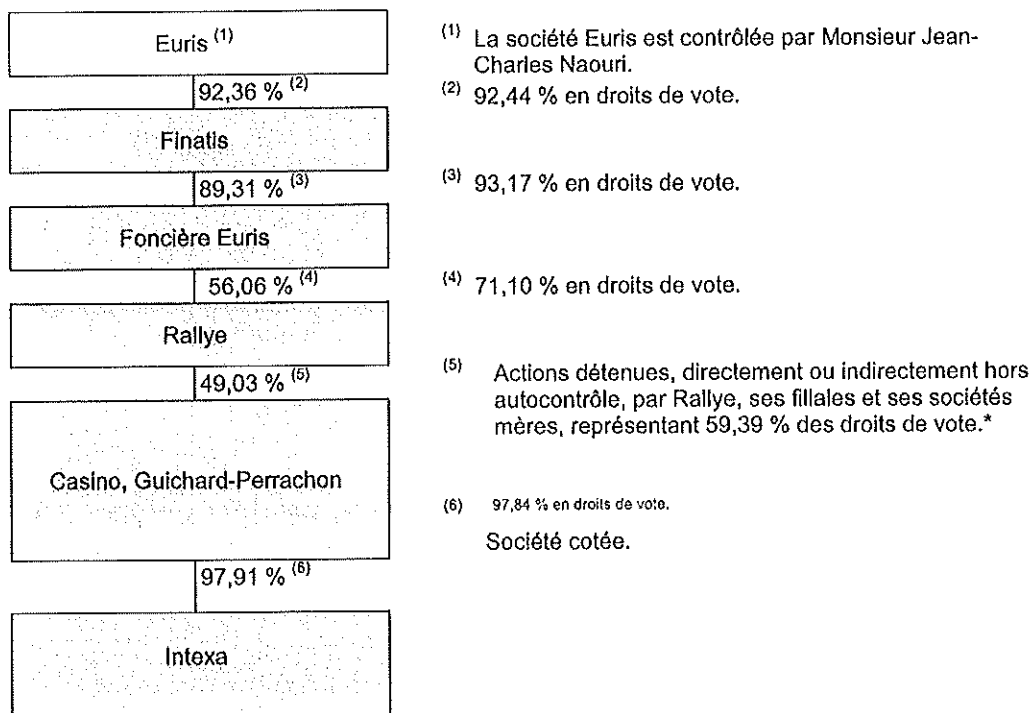 Euris (1)
92,36 % (2)
Finatis
89,31 % (3)
Foncière Euris
56,06 % (4)
Rallye
49,03 % (5)
Casino, Guichard-Perrachon
97,91 % (6)
Intexa
(1) La société Euris est contrôlée par Monsieur Jean-
Charles Naouri.
(2) 92,44 % en droits de vote.
(3) 93,17 % en droits de vote.
(4) 71,10 % en droits de vote.
(5) Actions détenues, directement ou indirectement hors
autocontrôle, par Rallye, ses filiales et ses sociétés
mères, représentant 59,39 % des droits de vote.*
(6) 97,84 % en droits de vote.
Société cotée.